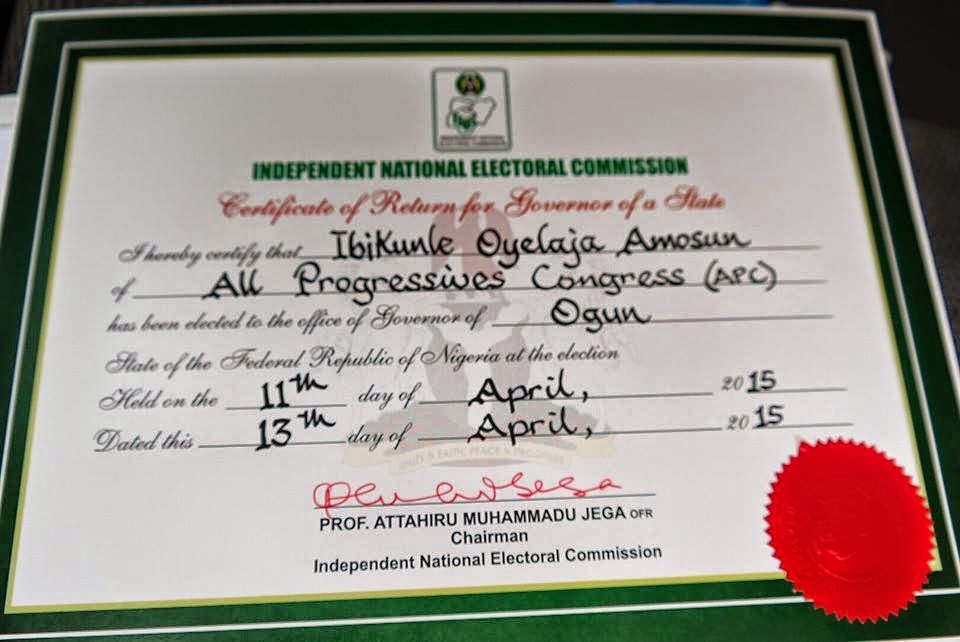 INDEPENDENT NATIONAL ELECTORAL COMMISSION
Certificate of Return for Governor of a State
I hereby certify that Ibikunle Oyelaja Amosun
of All Progressives Congress (APC)
has been elected to the office of Governor of Ogun
State of the Federal Republic of Nigeria at the election
Held on the 11th day of April, 2015
Dated this 13th day of April, 2015
PROF. ATTAHIRU MUHAMMADU JEGA OFR
Chairman
Independent National Electoral Commission